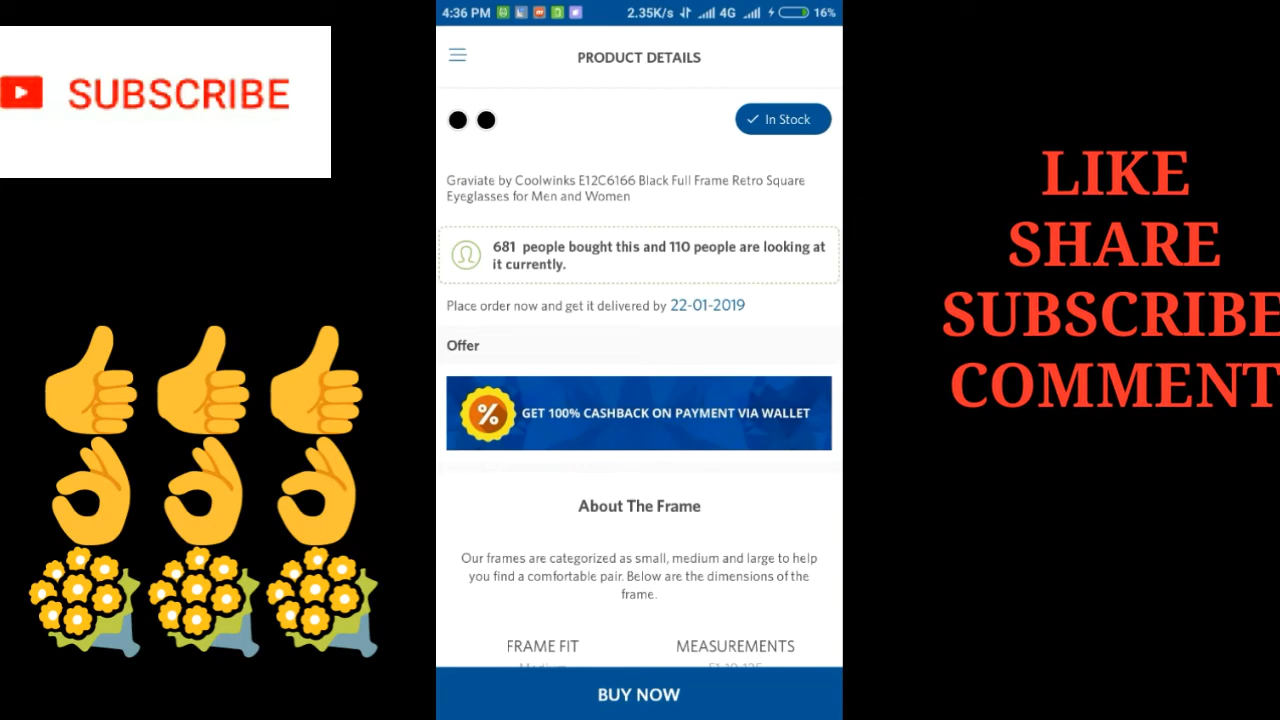 SUBSCRIBE
4:36 PM 2.35K/s 4G 16%
PRODUCT DETAILS
In Stock
Graviate by Coolwinks E12C6166 Black Full Frame Retro Square
Eyeglasses for Men and Women
681 people bought this and 110 people are looking at
it currently.
Place order now and get it delivered by 22-01-2019
Offer
% GET 100% CASHBACK ON PAYMENT VIA WALLET
About The Frame
Our frames are categorized as small, medium and large to help
you find a comfortable pair. Below are the dimensions of the
frame.
FRAME FIT MEASUREMENTS
Medium
BUY NOW
LIKE
SHARE
SUBSCRIBE
COMMENT